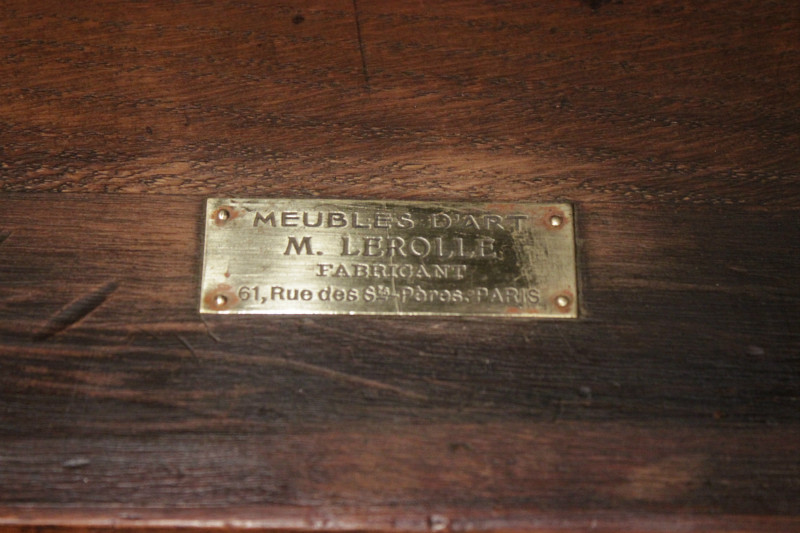 MEUBLES D'ART
M. LEROLLE
FABRICANT
61, Rue des Sts-Pères. PARIS